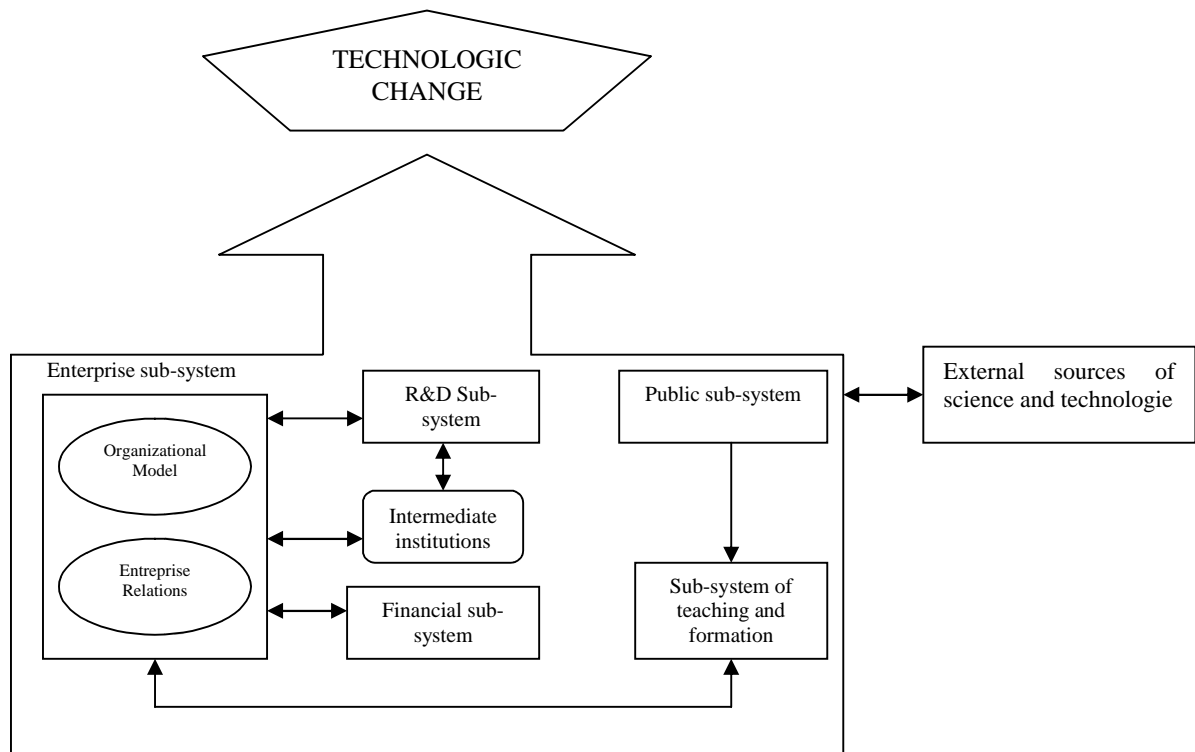 TECHNOLOGIC
CHANGE
Enterprise sub-system
Organizational
Model
Entreprise
Relations
R&D Sub-
system
Intermediate
institutions
Financial sub-
system
Public sub-system
Sub-system of
teaching and
formation
External sources of
science and technologie